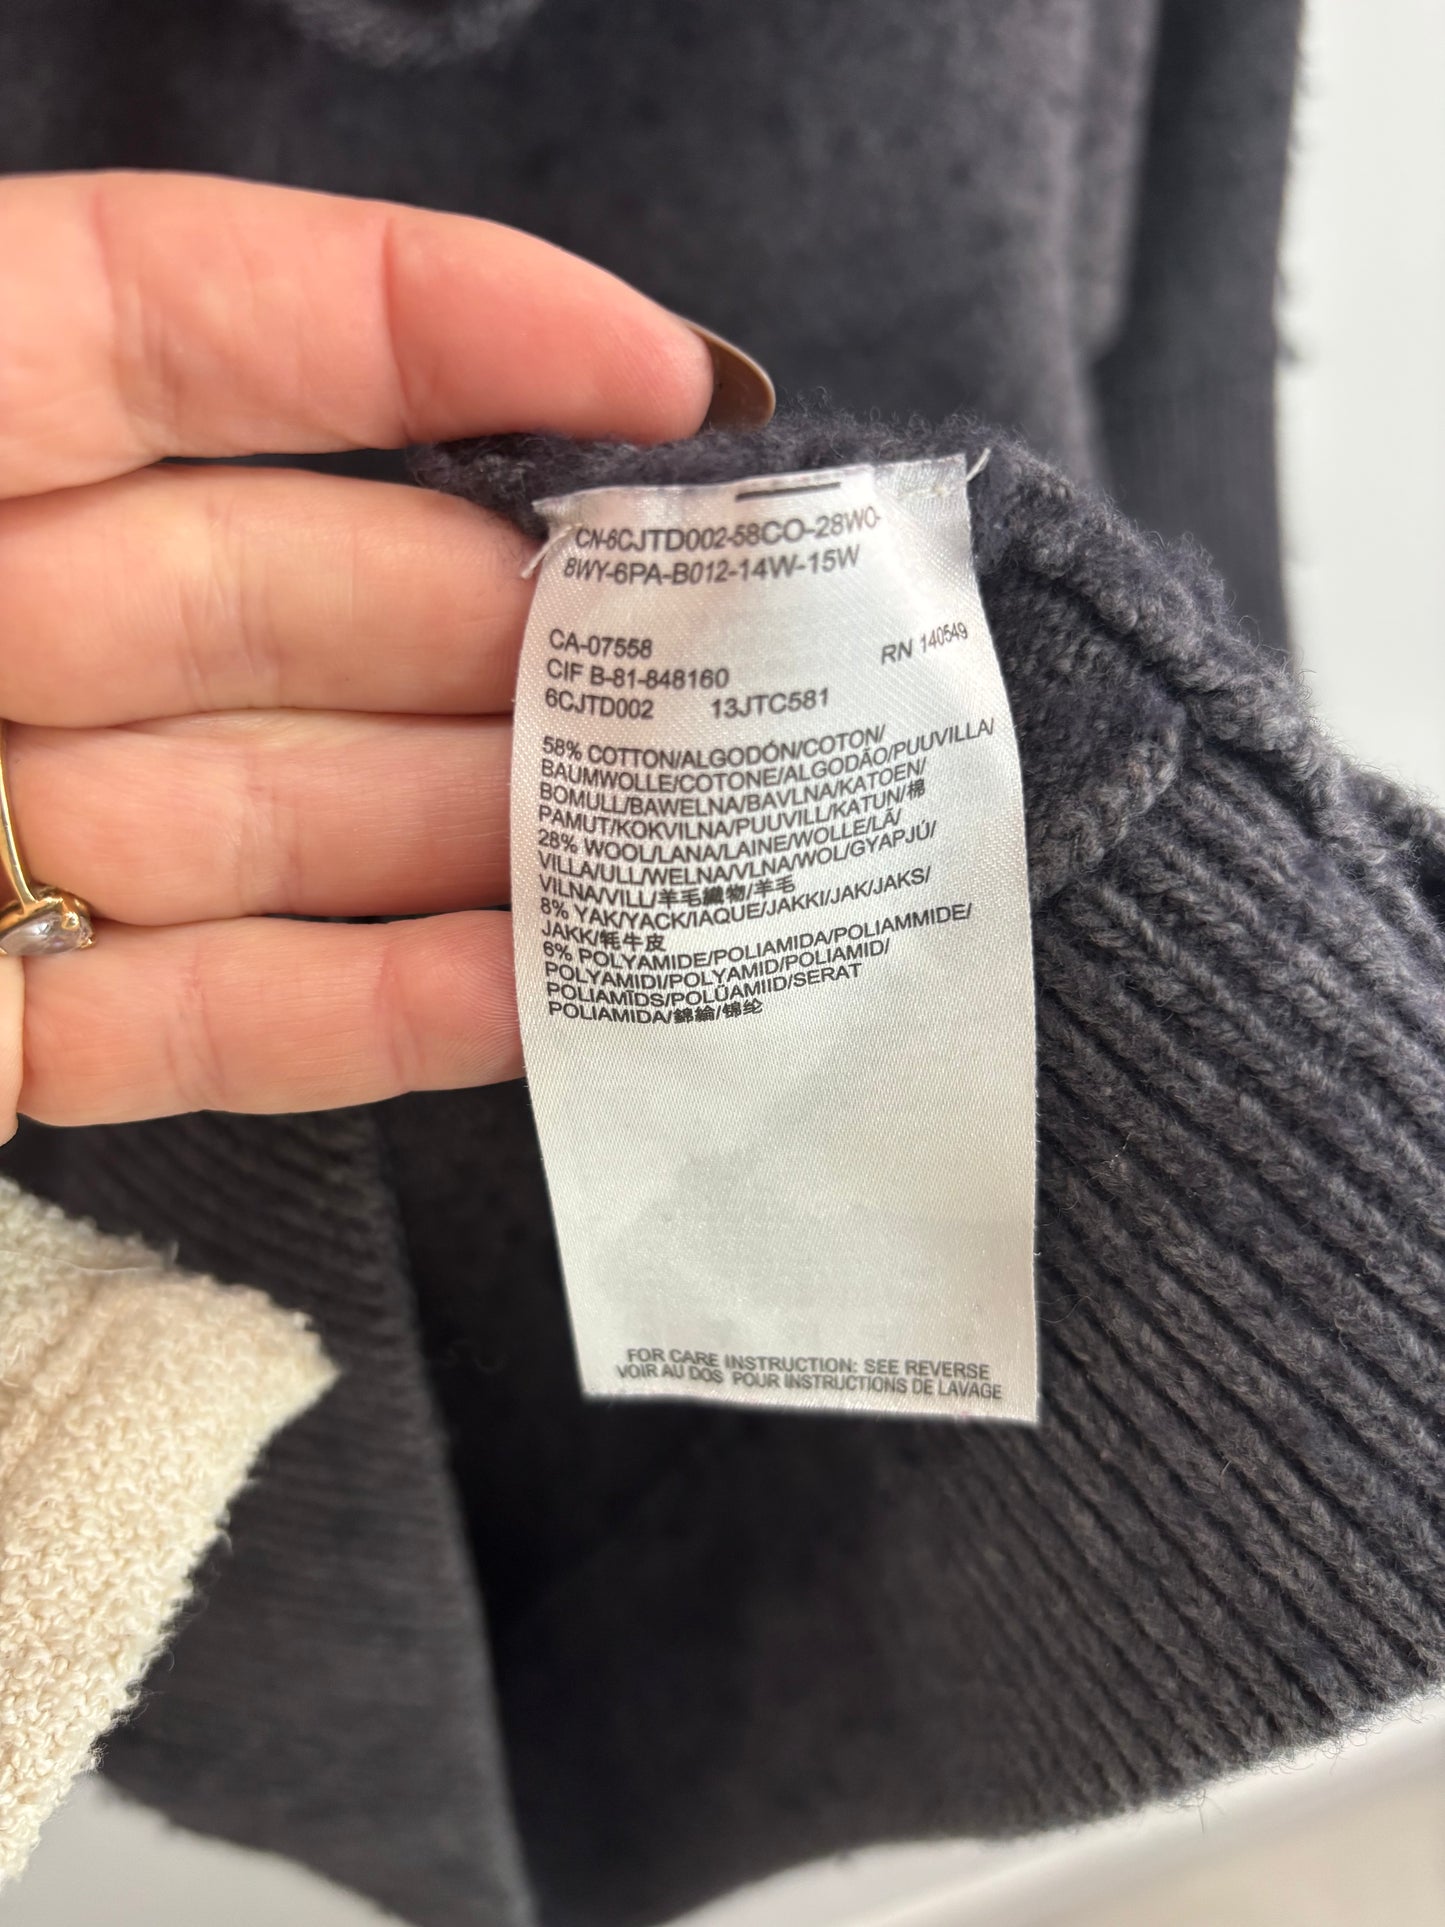 CN-6CJTD002-58CO-28WO-
8WY-6PA-B012-14W-15W
CA-07558 RN 140549
CIF B-81-848160
6CJTD002 13JTC581
58% COTTON/ALGODÓN/COTON/
BAUMWOLLE/COTONE/ALGODÃO/PUUVILLA/
BOMULL/BAWELNA/BAVLNA/KATOEN/
PAMUT/KOKVILNA/PUUVILL/KATUN/棉
28% WOOL/LANA/LAINE/WOLLE/LÃ/
VILLA/ULL/WELNA/VLNA/WOL/GYAPJÚ/
VILNA/VILL/羊毛織物/羊毛
8% YAK/YACK/IAQUE/JAKKI/JAK/JAKS/
JAKK/牦牛皮
6% POLYAMIDE/POLIAMIDA/POLIAMMIDE/
POLYAMIDI/POLYAMID/POLIAMID/
POLIAMĪDS/POLÜAMIID/SERAT
POLIAMIDA/錦綸/锦纶
FOR CARE INSTRUCTION: SEE REVERSE
VOIR AU DOS POUR INSTRUCTIONS DE LAVAGE